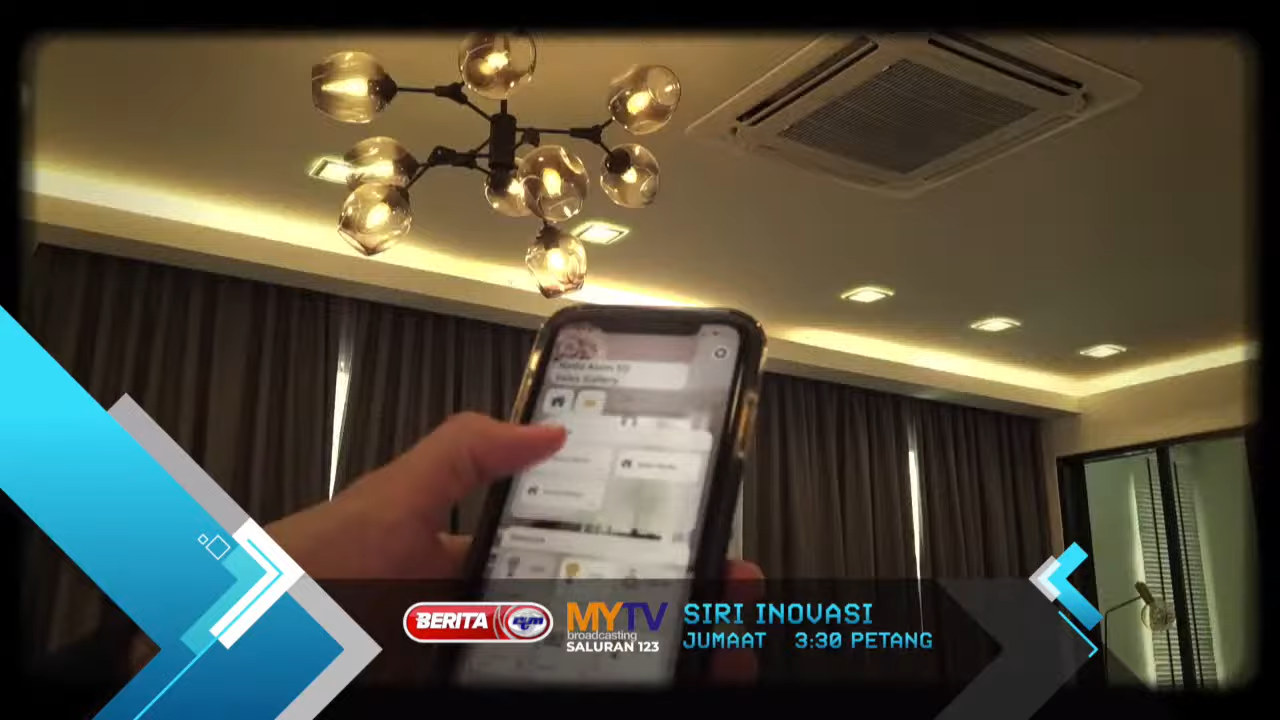 BERITA
MYTV
broadcasting
SALURAN 123
SIRI INOVASI
JUMAAT 3:30 PETANG